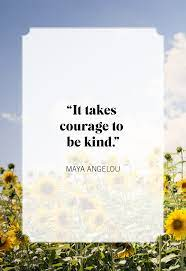 “It takes
courage to
be kind.”
MAYA ANGELOU